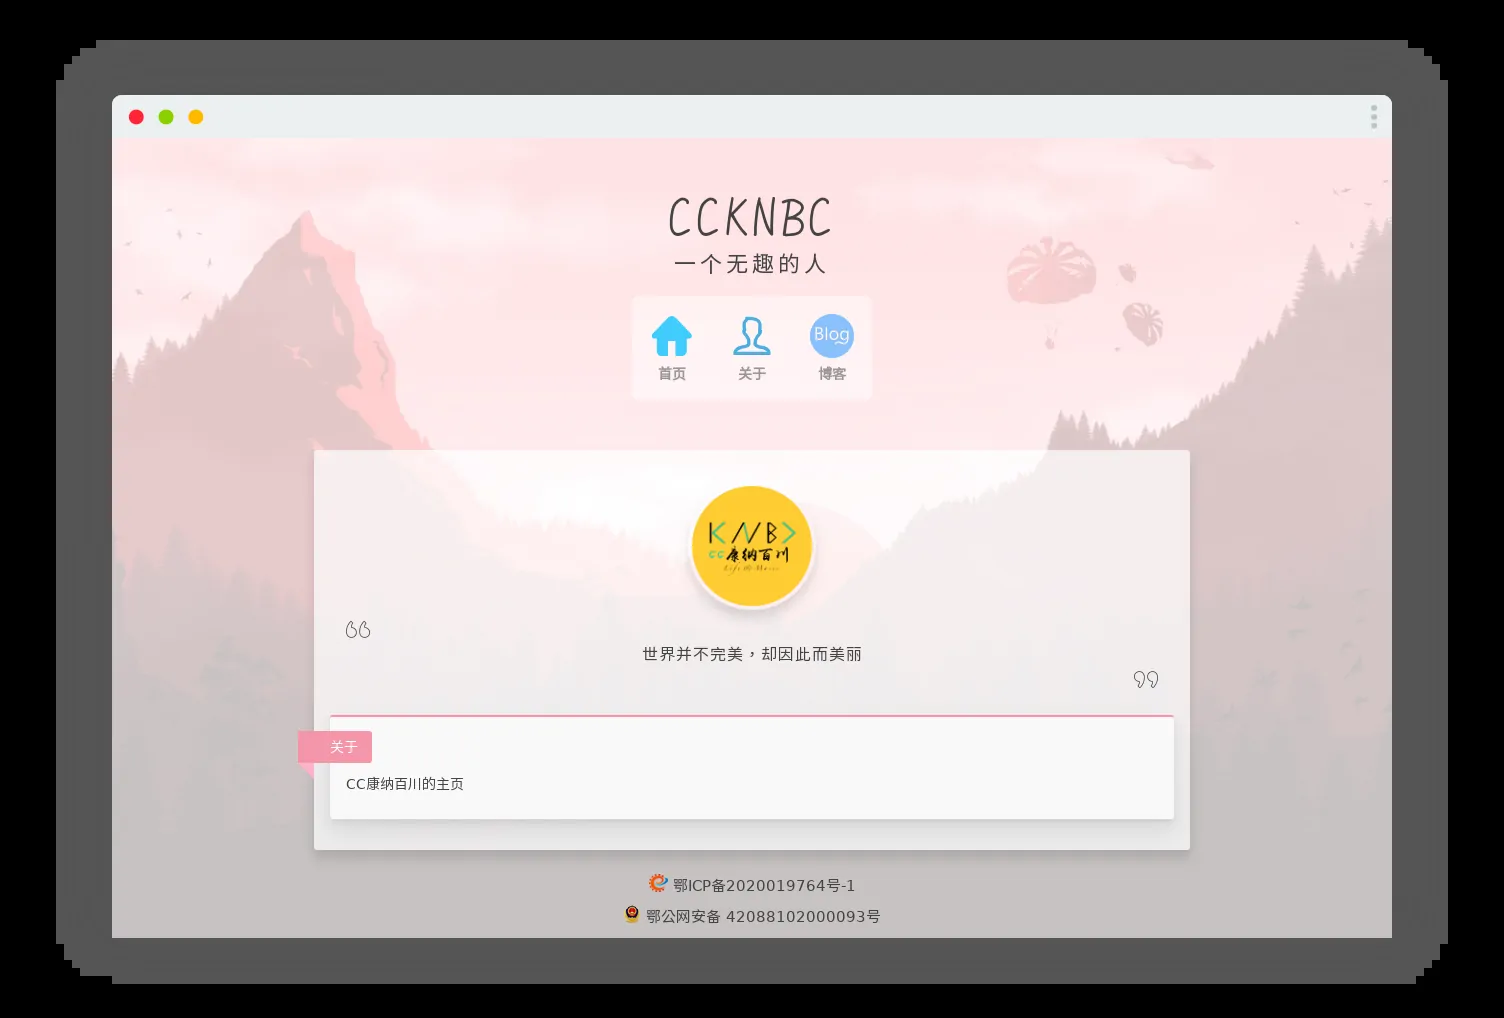 CCKNBC
一个无趣的人
Blog
首页 关于 博客
KNBC
CC康纳百川
世界并不完美，却因此而美丽
关于
CC康纳百川的主页
鄂ICP备2020019764号-1
鄂公网安备 42088102000093号